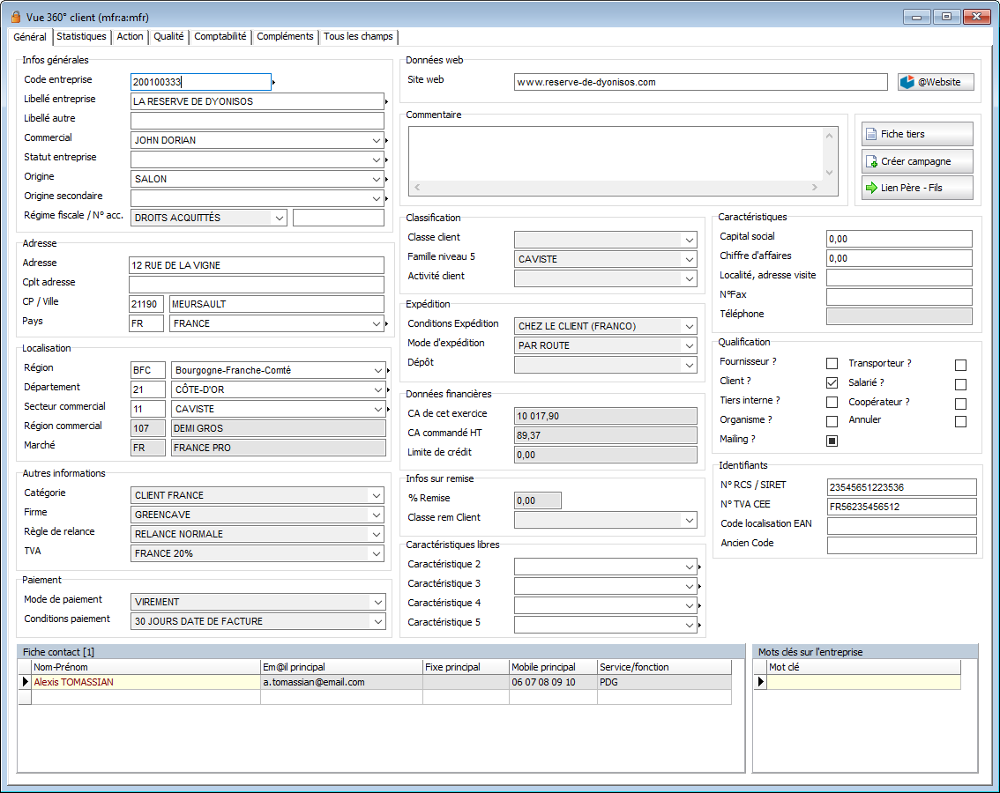 Vue 360° client (mfr:a:mfr)
Général Statistiques Action Qualité Comptabilité Compléments Tous les champs
Infos générales
Code entreprise 200100333
Libellé entreprise LA RESERVE DE DYONISOS
Libellé autre
Commercial JOHN DORIAN
Statut entreprise
Origine SALON
Origine secondaire
Régime fiscale / N° acc. DROITS ACQUITTÉS
Adresse
Adresse 12 RUE DE LA VIGNE
Cplt adresse
CP / Ville 21190 MEURSAULT
Pays FR FRANCE
Localisation
Région BFC Bourgogne-Franche-Comté
Département 21 CÔTE-D'OR
Secteur commercial 11 CAVISTE
Région commercial 107 DEMI GROS
Marché FR FRANCE PRO
Autres informations
Catégorie CLIENT FRANCE
Firme GREENCAVE
Règle de relance RELANCE NORMALE
TVA FRANCE 20%
Paiement
Mode de paiement VIREMENT
Conditions paiement 30 JOURS DATE DE FACTURE
Données web
Site web www.reserve-de-dyonisos.com @Website
Commentaire
Fiche tiers
Créer campagne
Lien Père - Fils
Classification
Classe client
Famille niveau 5 CAVISTE
Activité client
Expédition
Conditions Expédition CHEZ LE CLIENT (FRANCO)
Mode d'expédition PAR ROUTE
Dépôt
Données financières
CA de cet exercice 10 017,90
CA commandé HT 89,37
Limite de crédit 0,00
Infos sur remise
% Remise 0,00
Classe rem Client
Caractéristiques libres
Caractéristique 2
Caractéristique 3
Caractéristique 4
Caractéristique 5
Caractéristiques
Capital social 0,00
Chiffre d'affaires 0,00
Localité, adresse visite
N°Fax
Téléphone
Qualification
Fournisseur ? Transporteur ?
Client ? Salarié ?
Tiers interne ? Coopérateur ?
Organisme ? Annuler
Mailing ?
Identifiants
N° RCS / SIRET 23545651223536
N° TVA CEE FR56235456512
Code localisation EAN
Ancien Code
Fiche contact [1]
Nom-Prénom Em@il principal Fixe principal Mobile principal Service/fonction
Alexis TOMASSIAN a.tomassian@email.com 06 07 08 09 10 PDG
Mots clés sur l'entreprise
Mot clé